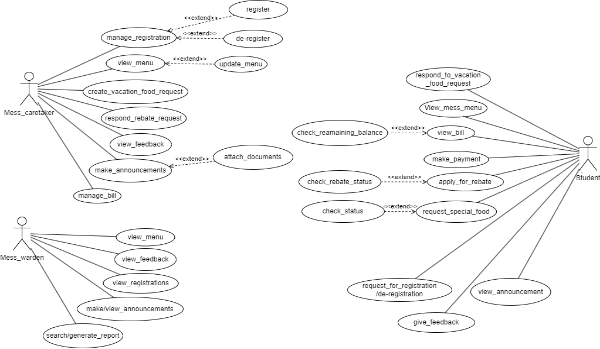 register
<<extend>>
<<extend>>
manage_registration
de-register
view_menu
<<extend>>
update_menu
create_vacation_food_request
Mess_caretaker
respond_rebate_request
view_feedback
<<extend>>
attach_documents
make_announcements
manage_bill
Mess_warden
view_menu
view_feedback
view_registrations
make/view_announcements
search/generate_report
respond_to_vacation
_food_request
View_mess_menu
check_reamaining_balance
<<extend>>
view_bill
make_payment
Student
check_rebate_status
<<extend>>
apply_for_rebate
check_status
<<extend>>
request_special_food
request_for_registration
/de-registration
view_announcement
give_feedback